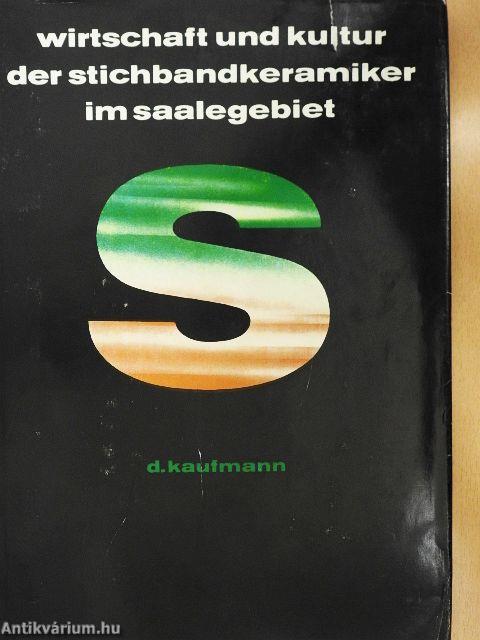 wirtschaft und kultur
der stichbandkeramiker
im saalegebiet
S
d.kaufmann
Antikvárium.hu